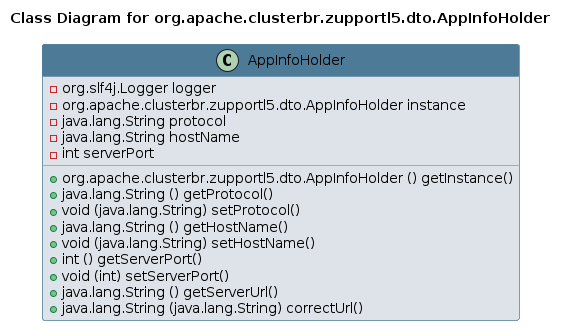 Class Diagram for org.apache.clusterbr.zupportl5.dto.AppInfoHolder
C AppInfoHolder
org.slf4j.Logger logger
org.apache.clusterbr.zupportl5.dto.AppInfoHolder instance
java.lang.String protocol
java.lang.String hostName
int serverPort
org.apache.clusterbr.zupportl5.dto.AppInfoHolder () getInstance()
java.lang.String () getProtocol()
void (java.lang.String) setProtocol()
java.lang.String () getHostName()
void (java.lang.String) setHostName()
int () getServerPort()
void (int) setServerPort()
java.lang.String () getServerUrl()
java.lang.String (java.lang.String) correctUrl()